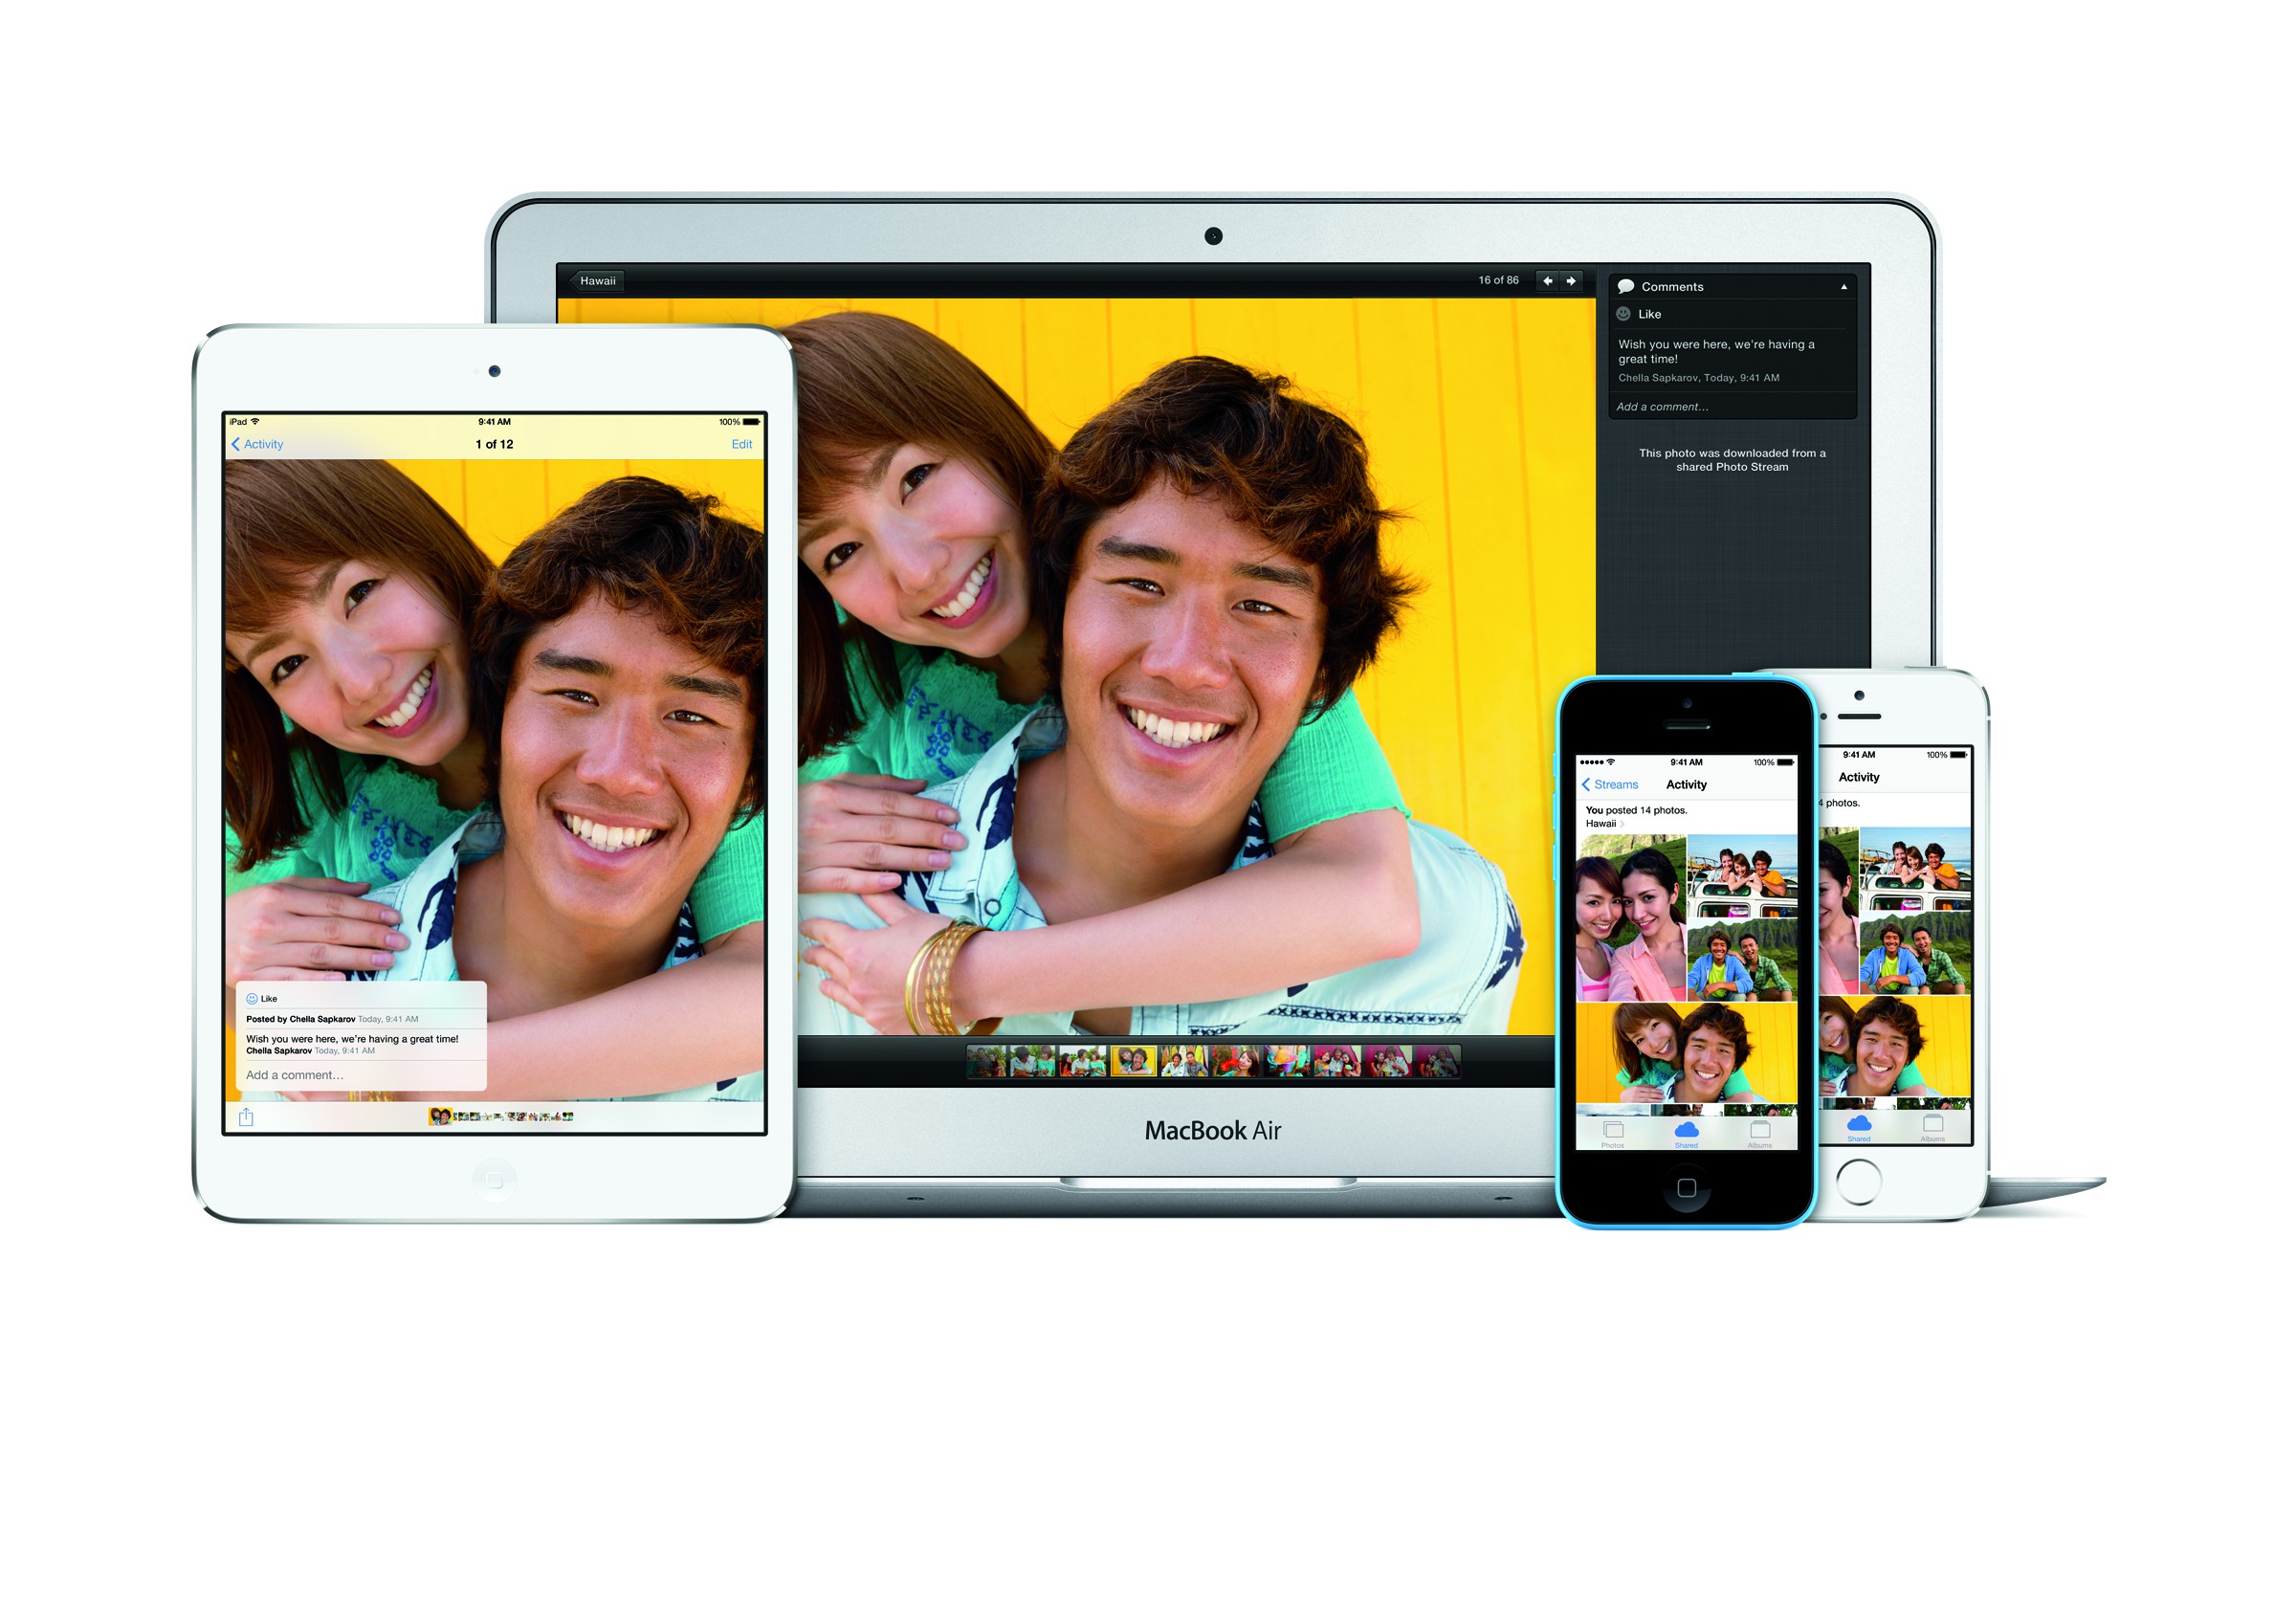 Hawaii
16 of 86
Comments
Like
Wish you were here, we're having a
great time!
Chella Sapkarov, Today, 9:41 AM
Add a comment...
This photo was downloaded from a
shared Photo Stream
MacBook Air
iPad
9:41 AM
100%
Activity
1 of 12
Edit
Like
Posted by Chella Sapkarov Today, 9:41 AM
Wish you were here, we're having a great time!
Chella Sapkarov Today, 9:41 AM
Add a comment...
9:41 AM
100%
Streams
Activity
You posted 14 photos.
Hawaii
Photos
Shared
Albums
9:41 AM
100%
Activity
4 photos.
Shared
Albums